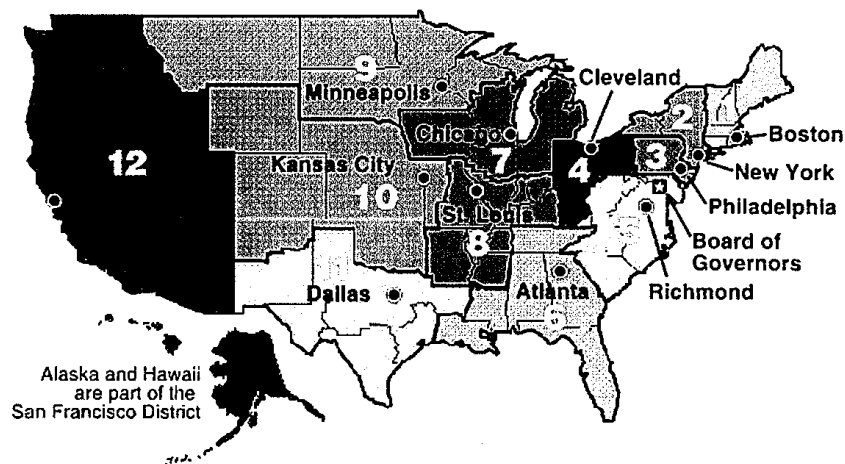 9
Minneapolis
Cleveland
2
Chicago
Boston
12
7
3
Kansas City
4
New York
10
St. Louis
Philadelphia
8
Board of
Governors
Dallas
Atlanta
Richmond
6
Alaska and Hawaii
are part of the
San Francisco District